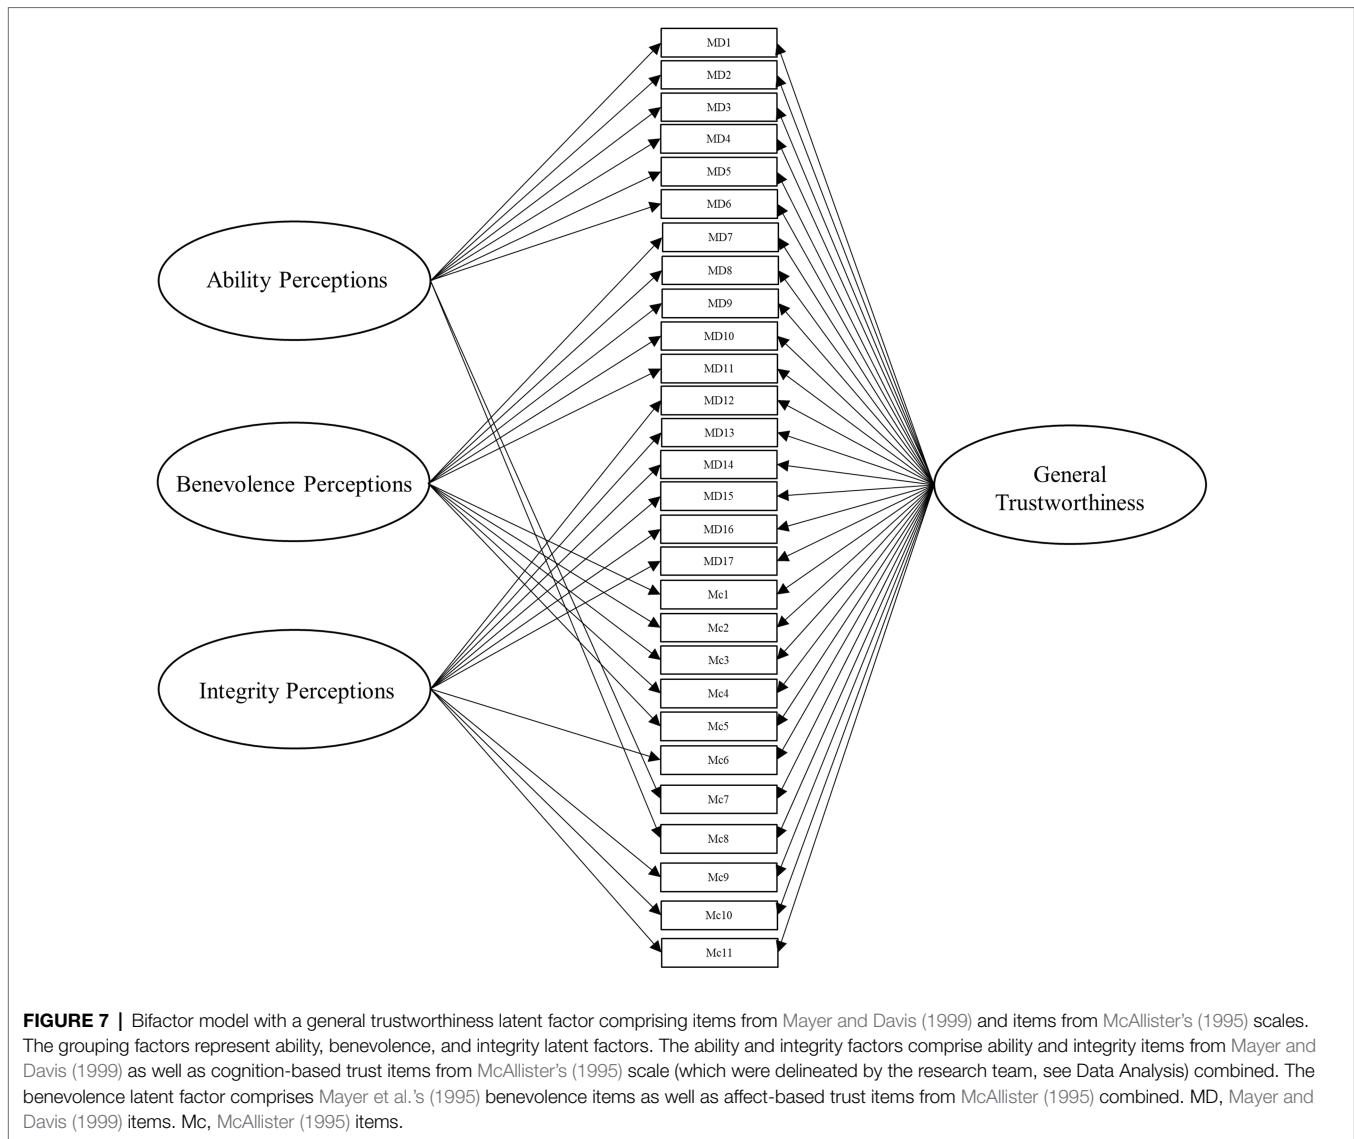 MD1
MD2
MD3
MD4
MD5
MD6
MD7
MD8
MD9
MD10
MD11
MD12
MD13
MD14
MD15
MD16
MD17
Mc1
Mc2
Mc3
Mc4
Mc5
Mc6
Mc7
Mc8
Mc9
Mc10
Mc11
Ability Perceptions
Benevolence Perceptions
Integrity Perceptions
General
Trustworthiness
FIGURE 7 | Bifactor model with a general trustworthiness latent factor comprising items from Mayer and Davis (1999) and items from McAllister’s (1995) scales.
The grouping factors represent ability, benevolence, and integrity latent factors. The ability and integrity factors comprise ability and integrity items from Mayer and
Davis (1999) as well as cognition-based trust items from McAllister’s (1995) scale (which were delineated by the research team, see Data Analysis) combined. The
benevolence latent factor comprises Mayer et al.’s (1995) benevolence items as well as affect-based trust items from McAllister (1995) combined. MD, Mayer and
Davis (1999) items. Mc, McAllister (1995) items.